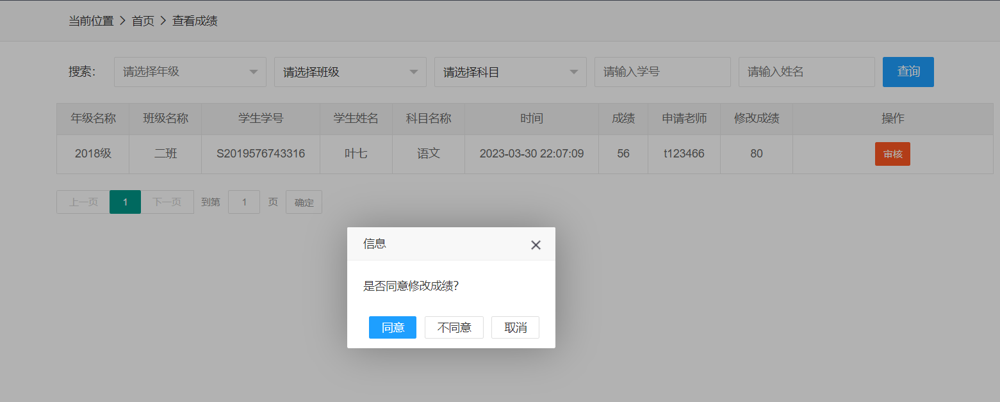 当前位置 > 首页 > 查看成绩
搜索： 请选择年级 请选择班级 请选择科目 请输入学号 请输入姓名 查询
年级名称 班级名称 学生学号 学生姓名 科目名称 时间 成绩 申请老师 修改成绩 操作
2018级 二班 S2019576743316 叶七 语文 2023-03-30 22:07:09 56 t123466 80 审核
上一页 1 下一页 到第 1 页 确定
信息
是否同意修改成绩?
同意 不同意 取消